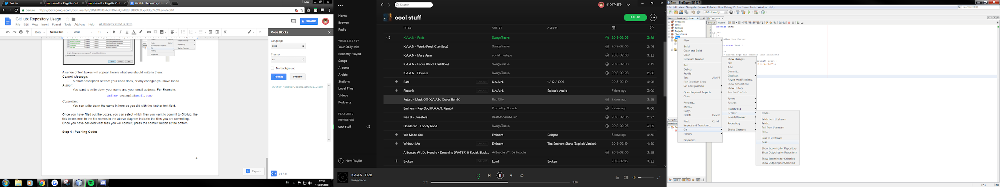 Twitter
skandika Regatta Oxfor
skandika Regatta Oxfor
GitHub: Repository Us
Max
Secure
https://docs.google.com/document/d/
GitHub: Repository Usage
File Edit View Insert Format Tools Add-ons Help All changes saved in Drive
SHARE
100% Normal text Arial 11
Code Blocks
Language
auto
Theme
vs
No background
Format Preview
Author <author.example@gmail.com>
v1.5.0
Explore
A series of text boxes will appear, here's what you should write in them:
Commit Message:
- A short description of what your code does, or any changes you have made.
Author:
- You want to write down your name and your email address. For Example:
Author <example@gmail.com>
Committer:
- You can write down the same in here as you did with the Author text field.
Once you have filled out the boxes, you can select which files you want to commit to GitHub, the
tick boxes next to the file names in the above diagram indicate the files you are commiting.
Once you have decided what files you will commit, press the commit button at the bottom.
Step 4 - Pushing Code:
4
EN
12:31
18/03/2018
Home
Browse
Radio
YOUR LIBRARY
Your Daily Mix
Recently Played
Songs
Albums
Artists
Stations
Local Files
Videos
Podcasts
PLAYLISTS
monstercat
cool stuff
New Playlist
Search
1140474179
cool stuff
PAUSE
TITLE ARTIST ALBUM
K.A.A.N - Feels SwagyTracks 2018-02-05 3:58
K.A.A.N - Work (Prod. Cashflow) SwagyTracks 2018-02-05 2:46
K.A.A.N - Mary Jane social musique 2018-02-08 3:21
K.A.A.N - Focus (Prod. Cashflow) SwagyTracks 2018-02-08 3:12
K.A.A.N - Flowers SwagyTracks 2018-02-08 2:56
Bars EXPLICIT K.A.A.N. 1 / 12 / 199? 2018-02-19 4:28
Phoenix EXPLICIT K.A.A.N. Eclectic Audio 7 days ago 3:00
Future - Mask Off (K.A.A.N. Cover Remix) Rap City 2 days ago 3:25
Eminem - Rap God (K.A.A.N. Remix) Promoting Sounds 2 days ago 6:06
Ivan B - Sweaters BestModernMusic 2018-02-05 2:27
Hendersin - Lonely Road SwagyTracks 2018-02-05 3:09
We Made You Eminem Relapse 8 days ago 4:30
Without Me EXPLICIT Eminem The Eminem Show (Explicit Version) 2018-02-19 4:50
A Boogie Wit Da Hoodie - Drowning (WATER) ft Kodak Black... A-Boogie Wit Da Hoodie 2018-02-05 3:29
Broken EXPLICIT Lund Broken 2018-02-13 3:21
K.A.A.N - Feels
SwagyTracks
2:12 3:58
Test - NetBeans IDE 8.2
File Edit View Navigate Source Refactor Run Debug Profile Team Tools Window Help
Search (Ctrl+I)
<default config>
Files Services Proje...
Test.java
Source History
CodeBank
Email
PetShop
Projects
SharePrices
Test
Navigator
Members
package test;
/**
Author Max Carter
class Test {
* @param args the command line arguments
New
Build
Clean and Build
Clean
Generate Javadoc
Run
Debug
Profile
Test Alt+F6
Run Selenium Tests
Set Configuration
Open Required Projects
Close
Rename...
Move...
Copy...
Delete Delete
Find... Ctrl+F
Inspect and Transform...
Git
History
Properties
Show Changes
Diff
Add
Commit...
Checkout
Revert Modifications...
Show Annotations
Show History
Resolve Conflicts
Ignore
Patches
Branch/Tag
Remote
Revert/Recover
Repository
Shelve Changes
Clone...
Fetch from Upstream
Fetch...
Pull from Upstream
Pull...
Push to Upstream
Push...
Show Incoming for Repository
Show Outgoing for Repository
Show Incoming for Selection
Show Outgoing for Selection
17:1 INS